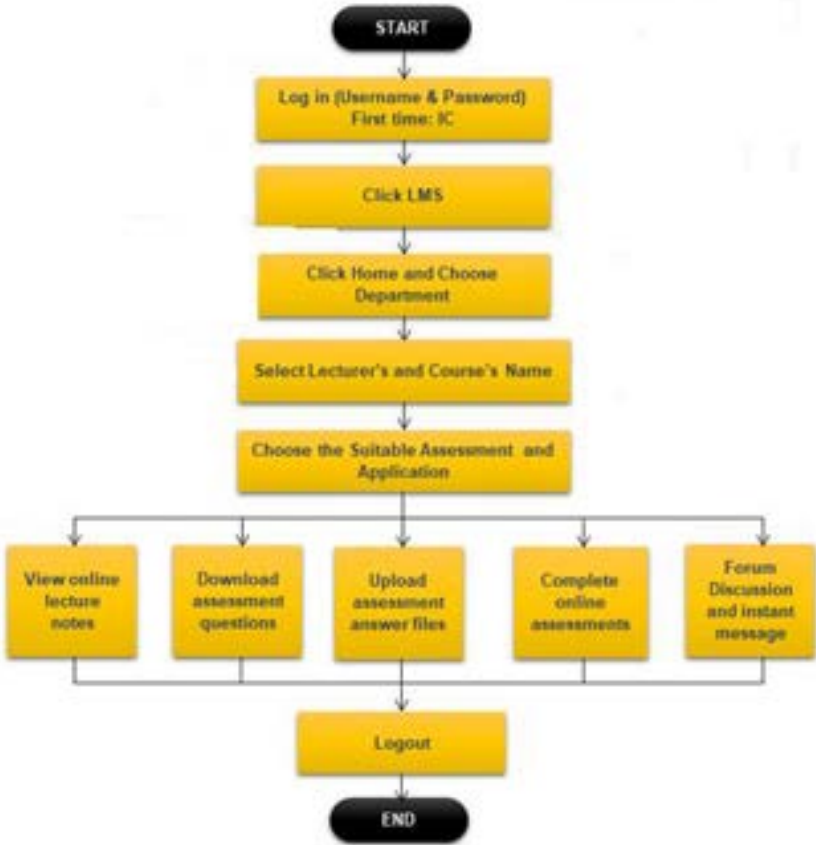 START
Log in (Username & Password)
First time: IC
Click LMS
Click Home and Choose
Department
Select Lecturer's and Course's Name
Choose the Suitable Assessment and
Application
View online
lecture
notes
Download
assessment
questions
Upload
assessment
answer files
Complete
online
assessments
Forum
Discussion
and instant
message
Logout
END